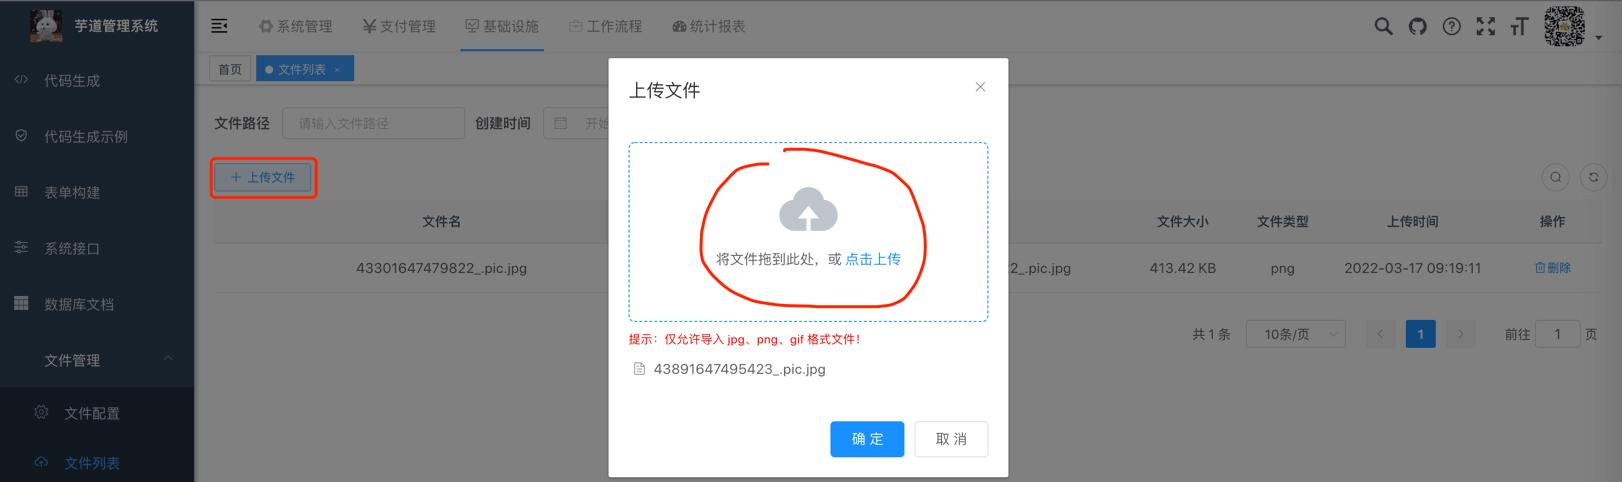 芋道管理系统
系统管理
支付管理
基础设施
工作流程
统计报表
首页
文件列表
代码生成
代码生成示例
表单构建
系统接口
数据库文档
文件管理
文件配置
文件列表
文件路径 请输入文件路径 创建时间 开始
上传文件
文件名 文件大小 文件类型 上传时间 操作
43301647479822_.pic.jpg 2_.pic.jpg 413.42 KB png 2022-03-17 09:19:11 删除
共 1 条 10条/页 1 前往 1 页
上传文件
将文件拖到此处，或 点击上传
提示：仅允许导入 jpg、png、gif 格式文件！
43891647495423_.pic.jpg
确 定 取 消